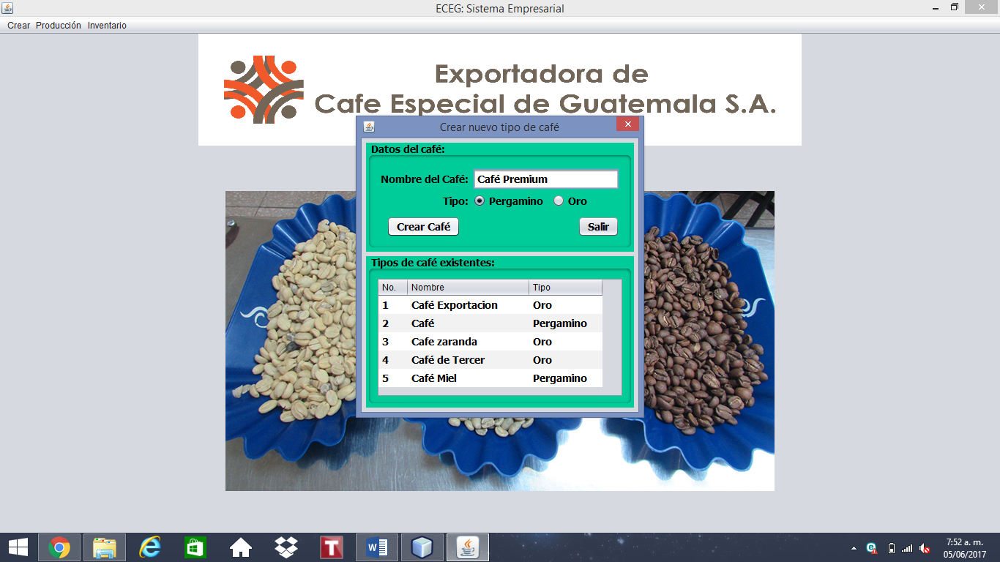 ECEG: Sistema Empresarial
Crear Producción Inventario
Exportadora de
Cafe Especial de Guatemala S.A.
Crear nuevo tipo de café
Datos del café:
Nombre del Café: Café Premium
Tipo: Pergamino Oro
Crear Café Salir
Tipos de café existentes:
No. Nombre Tipo
1 Café Exportacion Oro
2 Café Pergamino
3 Cafe zaranda Oro
4 Café de Tercer Oro
5 Café Miel Pergamino
7:52 a. m.
05/06/2017